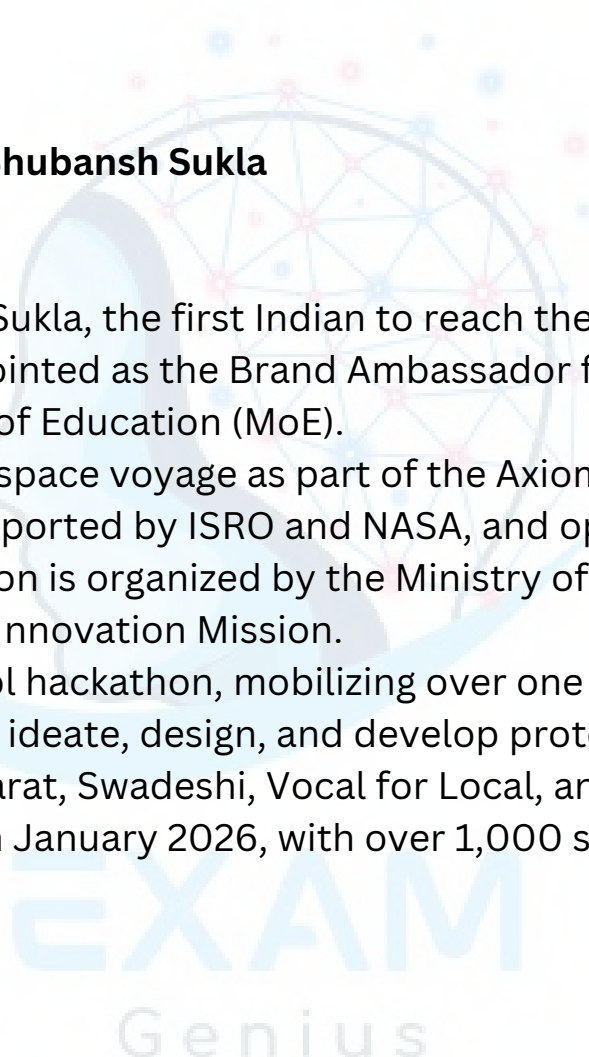 hubansh Sukla
Sukla, the first Indian to reach the
ointed as the Brand Ambassador f
of Education (MoE).
space voyage as part of the Axiom
ported by ISRO and NASA, and op
on is organized by the Ministry of
nnovation Mission.
ol hackathon, mobilizing over one
ideate, design, and develop prot
arat, Swadeshi, Vocal for Local, an
January 2026, with over 1,000 s
EXAM
Genius